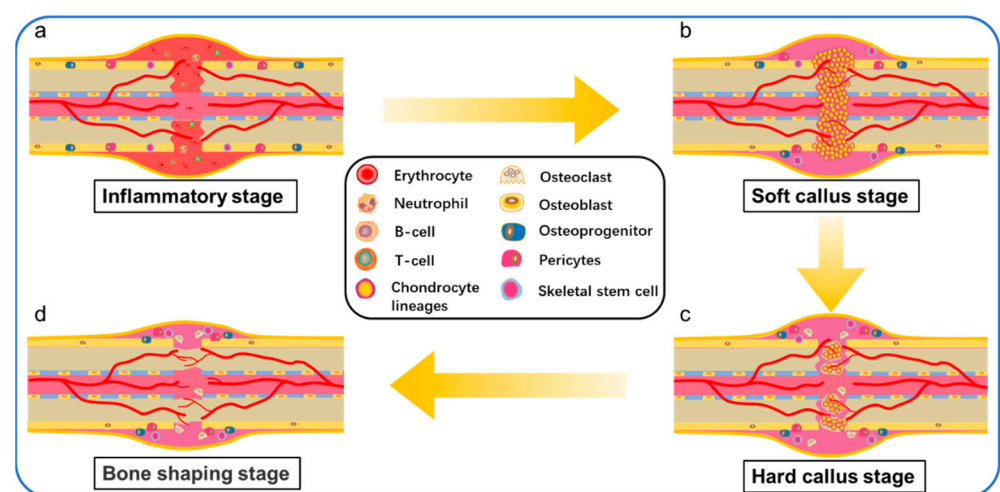 a
b
Inflammatory stage
Soft callus stage
Erythrocyte
Neutrophil
B-cell
T-cell
Chondrocyte
lineages
Osteoclast
Osteoblast
Osteoprogenitor
Pericytes
Skeletal stem cell
d
c
Bone shaping stage
Hard callus stage